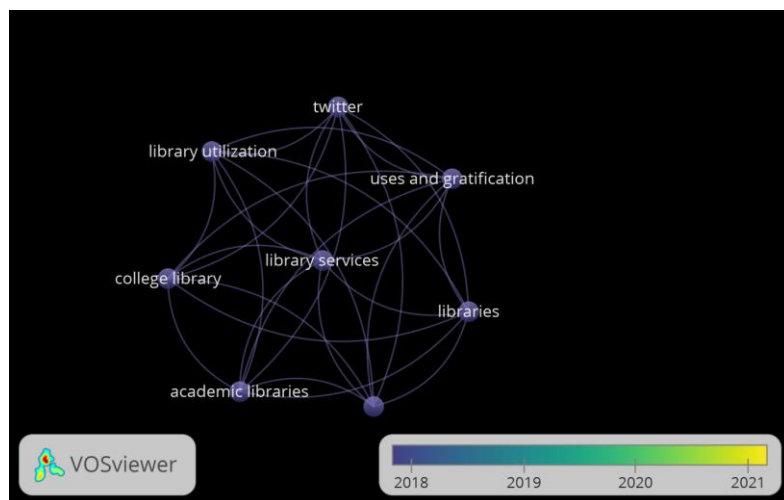 twitter
library utilization
uses and gratification
library services
college library
libraries
academic libraries
VOSviewer
2018 2019 2020 2021